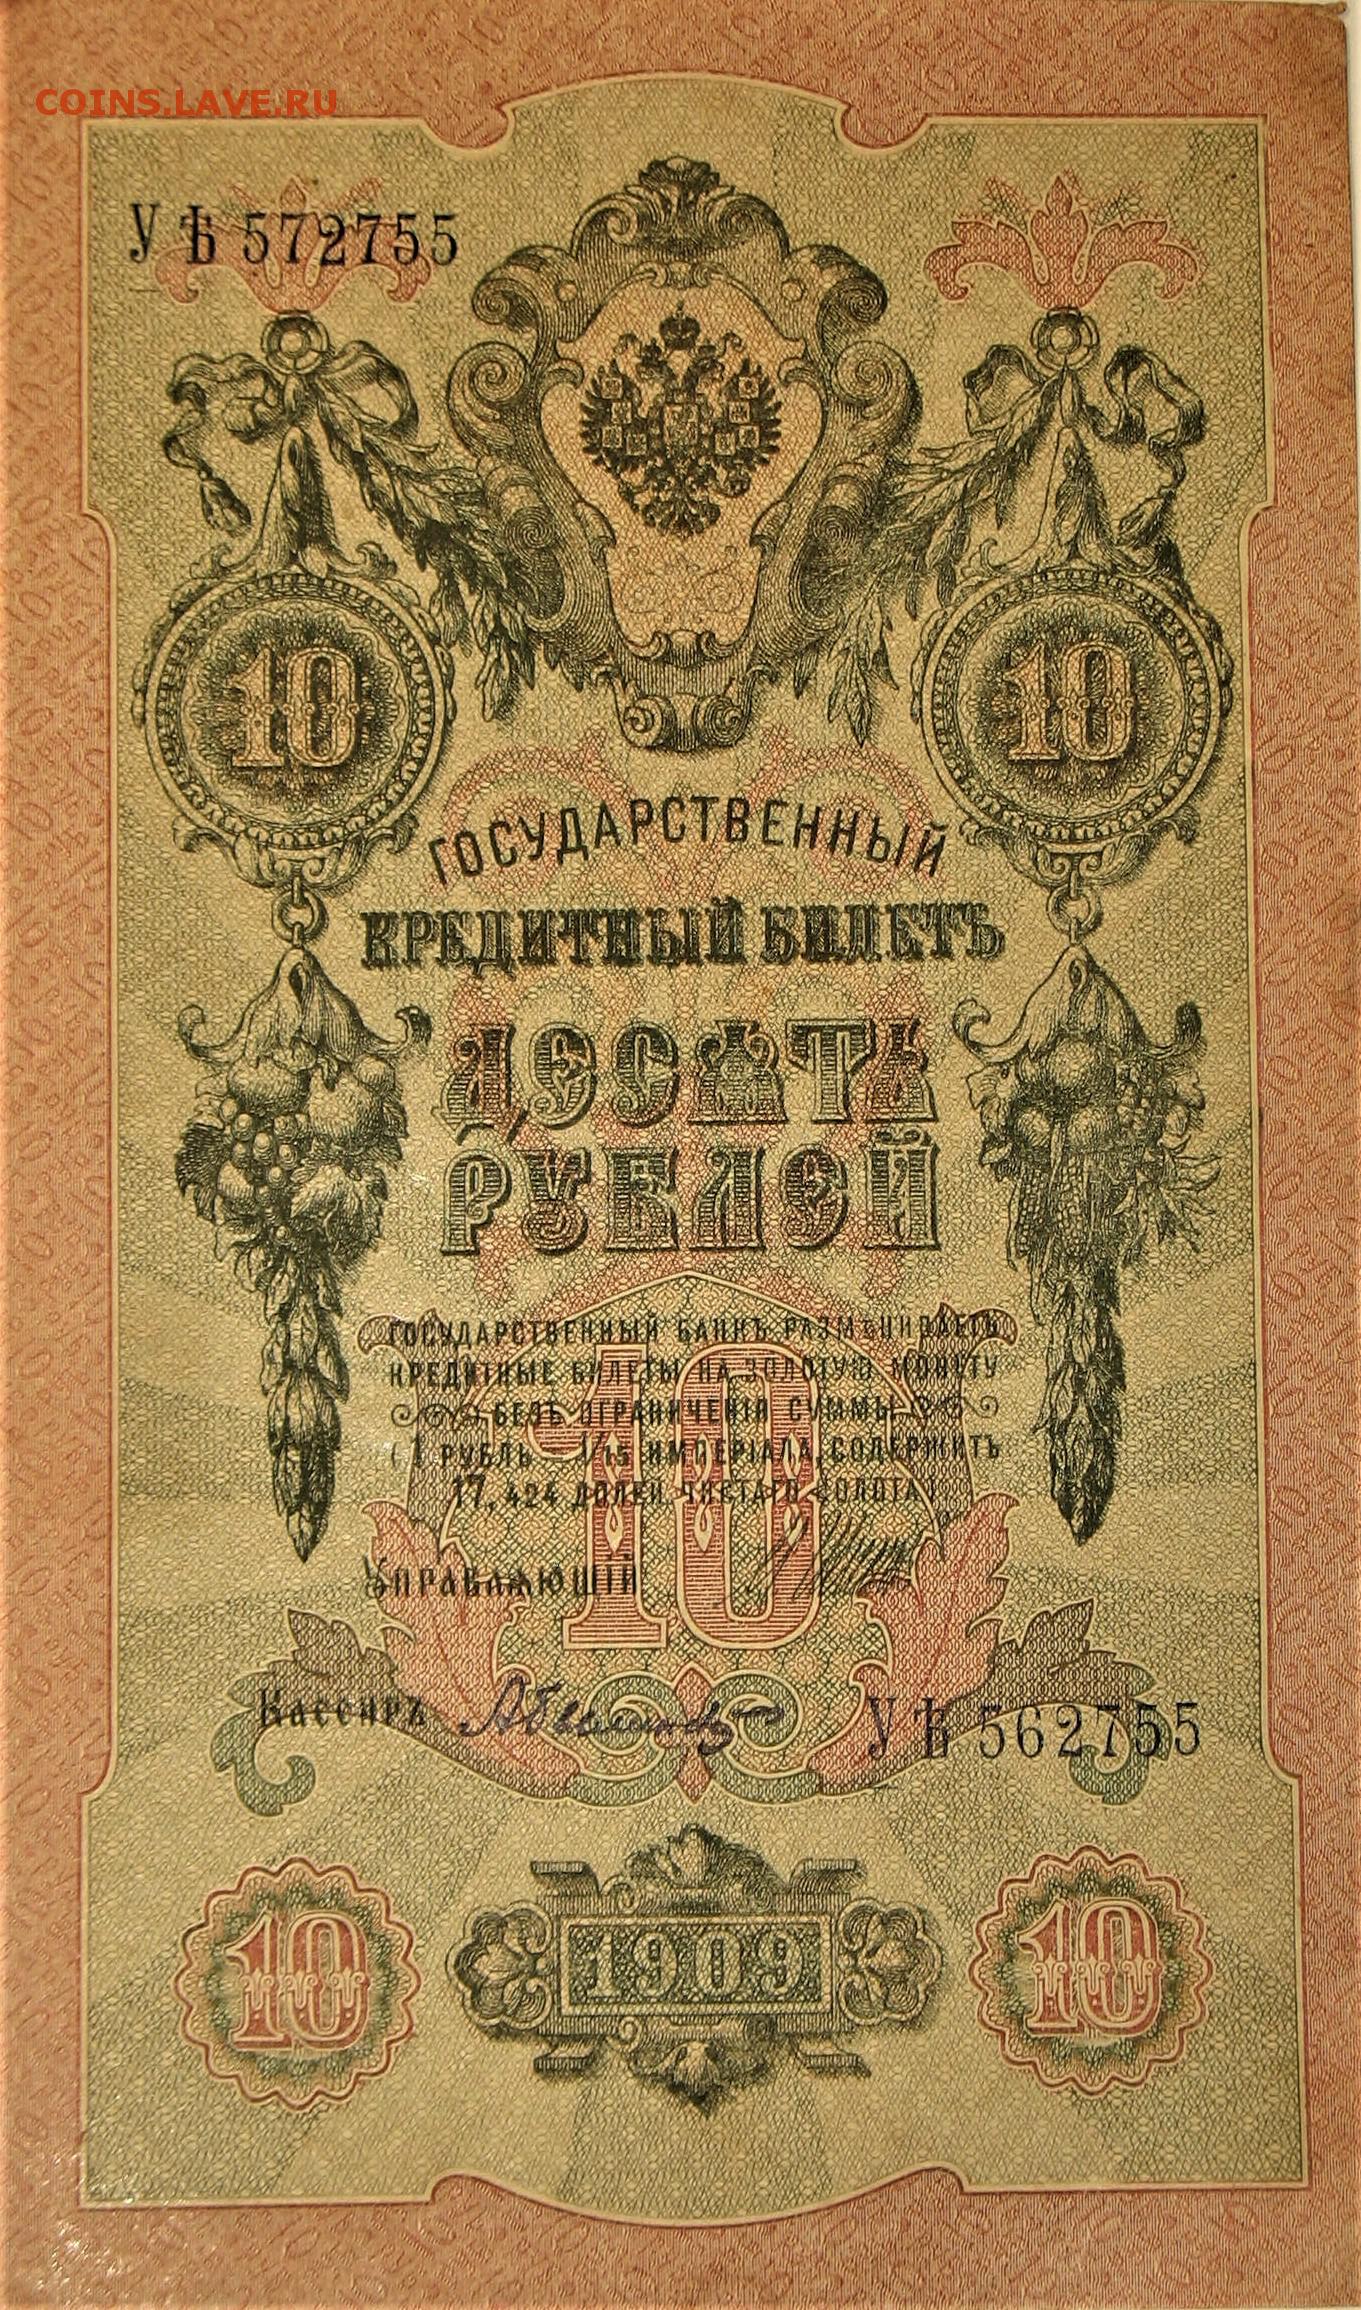 COINS.LAVE.RU
УѢ 572755
10 10
ГОСУДАРСТВЕННЫЙ
КРЕДИТНЫЙ БИЛЕТЪ
ДЕСЯТЬ
РУБЛЕЙ
ГОСУДАРСТВЕННЫЙ БАНКЪ РАЗМѢНИВАЕТЪ
КРЕДИТНЫЕ БИЛЕТЫ НА ЗОЛОТУЮ МОНЕТУ
БЕЗЪ ОГРАНИЧЕНІЯ СУММЫ
(1 РУБЛЬ = 1/15 ИМПЕРІАЛА, СОДЕРЖИТЪ
17,424 ДОЛЕЙ ЧИСТАГО ЗОЛОТА)
10
УПРАВЛЯЮЩІЙ
Кассиръ
УѢ 562755
10 1909 10